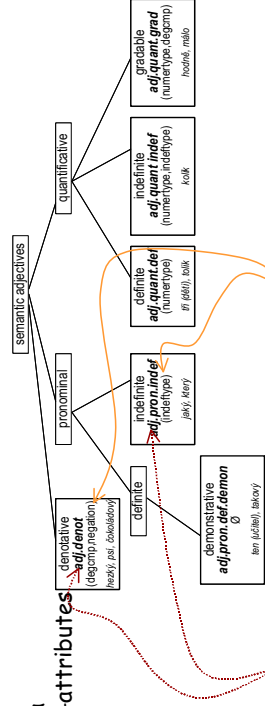 -attributes
semantic adjectives
denotative
adj.denot
(degcmp,negation)
hezký, psí, čokoládový
pronominal
quantificative
definite
demonstrative
adj.pron.def.demon
Ø
ten (učitel), takový
indefinite
adj.pron.indef
(indeftype)
jaký, který
definite
adj.quant.def
(numertype)
tři (děti), tolik
indefinite
adj.quant indef
(numertype,indeftype)
kolik
gradable
adj.quant.grad
(numertype,degcmp)
hodně, málo